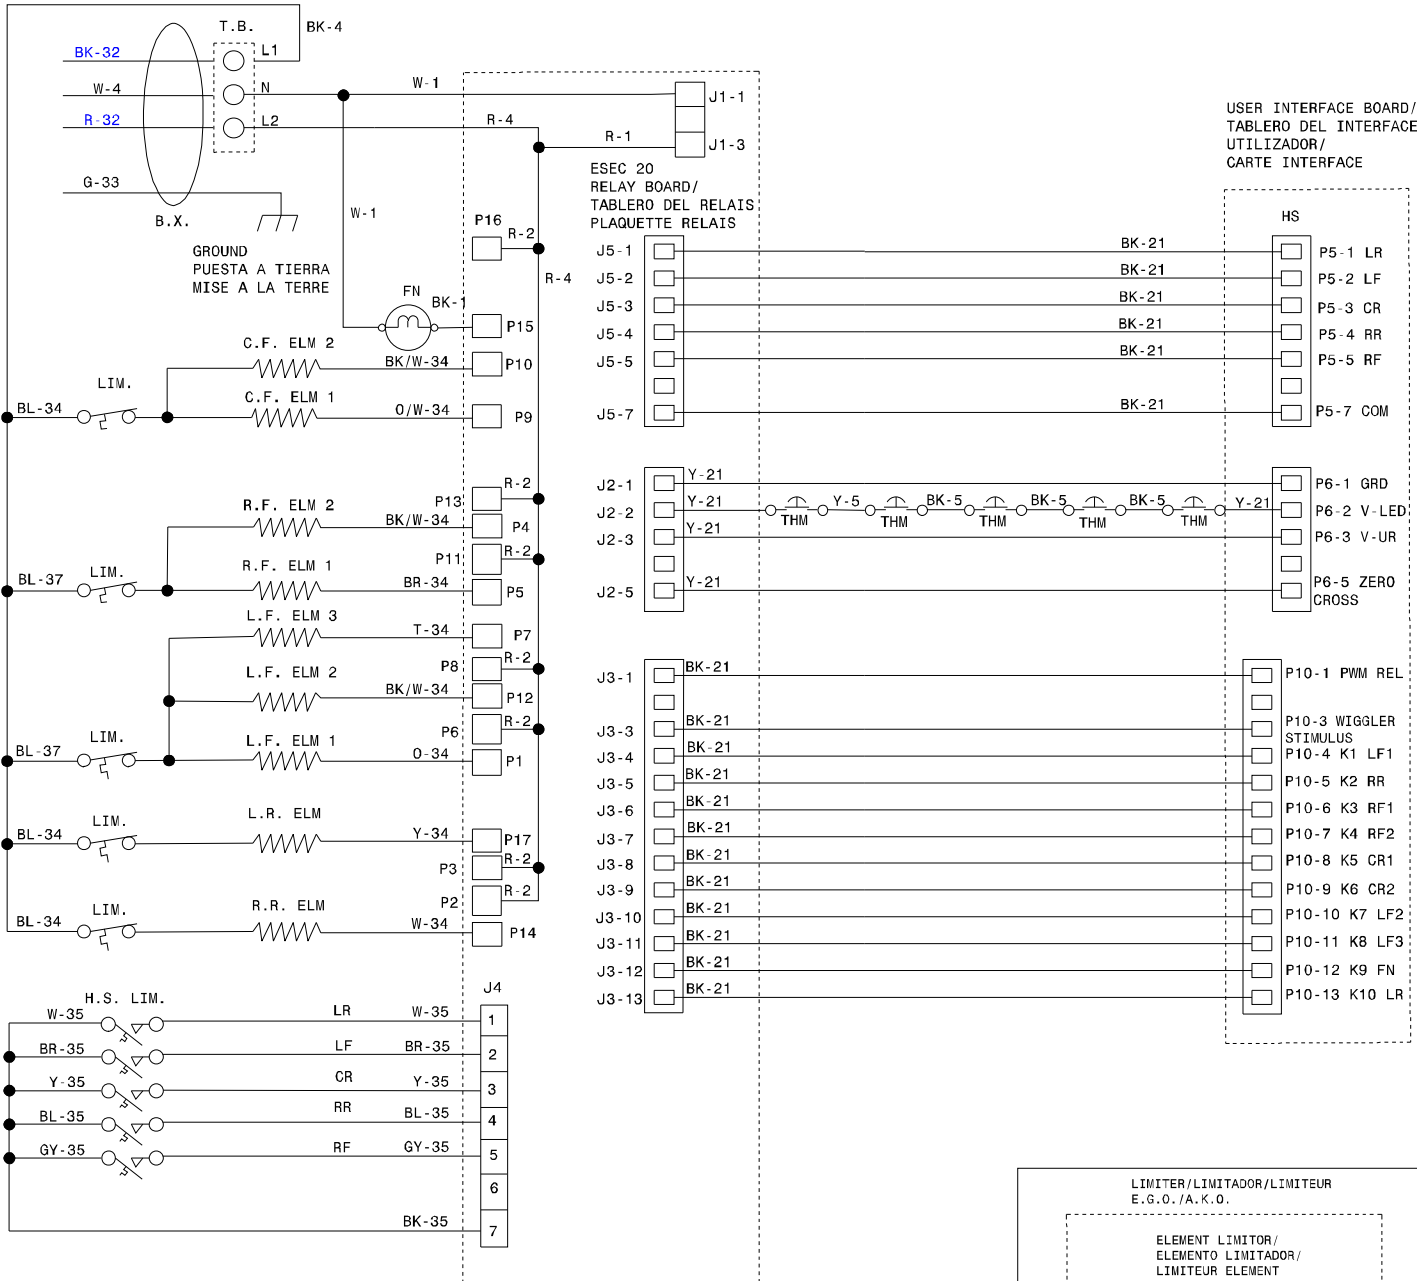 T.B.
BK-4
BK-32
L1
W-4
N
W-1
J1-1
R-32
L2
R-4
R-1
J1-3
G-33
B.X.
W-1
GROUND
PUESTA A TIERRA
MISE A LA TERRE
ESEC 20
RELAY BOARD/
TABLERO DEL RELAIS
PLAQUETTE RELAIS
USER INTERFACE BOARD/
TABLERO DEL INTERFACE
UTILIZADOR/
CARTE INTERFACE
HS
P16
R-2
R-4
FN
BK-1
P15
C.F. ELM 2
BK/W-34
P10
LIM.
BL-34
C.F. ELM 1
O/W-34
P9
P13
R-2
R.F. ELM 2
BK/W-34
P4
P11
R-2
LIM.
BL-37
R.F. ELM 1
BR-34
P5
L.F. ELM 3
T-34
P7
P8
R-2
L.F. ELM 2
BK/W-34
P12
P6
R-2
LIM.
BL-37
L.F. ELM 1
O-34
P1
LIM.
BL-34
L.R. ELM
Y-34
P17
P3
R-2
P2
R-2
LIM.
BL-34
R.R. ELM
W-34
P14
J5-1 BK-21 P5-1 LR
J5-2 BK-21 P5-2 LF
J5-3 BK-21 P5-3 CR
J5-4 BK-21 P5-4 RR
J5-5 BK-21 P5-5 RF
J5-7 BK-21 P5-7 COM
J2-1 Y-21 P6-1 GRD
J2-2 Y-21 THM Y-5 THM BK-5 THM BK-5 THM BK-5 THM Y-21 P6-2 V-LED
J2-3 Y-21 P6-3 V-UR
J2-5 Y-21 P6-5 ZERO
CROSS
J3-1 BK-21 P10-1 PWM REL
J3-3 BK-21 P10-3 WIGGLER
STIMULUS
J3-4 BK-21 P10-4 K1 LF1
J3-5 BK-21 P10-5 K2 RR
J3-6 BK-21 P10-6 K3 RF1
J3-7 BK-21 P10-7 K4 RF2
J3-8 BK-21 P10-8 K5 CR1
J3-9 BK-21 P10-9 K6 CR2
J3-10 BK-21 P10-10 K7 LF2
J3-11 BK-21 P10-11 K8 LF3
J3-12 BK-21 P10-12 K9 FN
J3-13 BK-21 P10-13 K10 LR
H.S. LIM.
J4
W-35 LR W-35 1
BR-35 LF BR-35 2
Y-35 CR Y-35 3
BL-35 RR BL-35 4
GY-35 RF GY-35 5
6
BK-35 7
LIMITER/LIMITADOR/LIMITEUR
E.G.O./A.K.O.
ELEMENT LIMITOR/
ELEMENTO LIMITADOR/
LIMITEUR ELEMENT